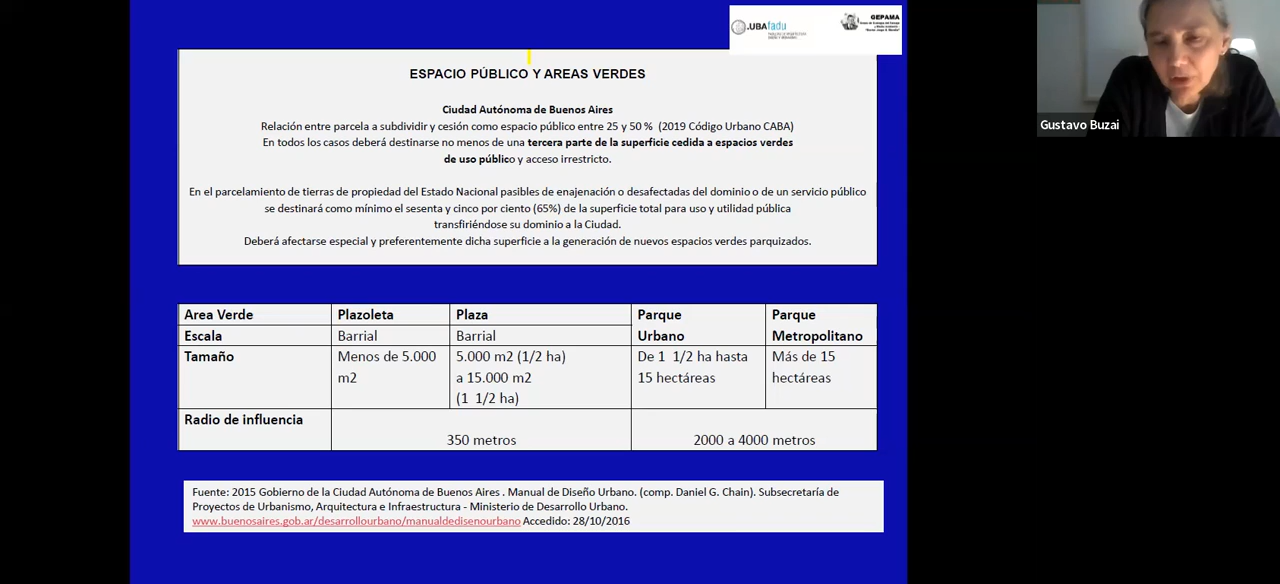 .UBAfadu
GEPAMA
ESPACIO PÚBLICO Y AREAS VERDES
Ciudad Autónoma de Buenos Aires
Relación entre parcela a subdividir y cesión como espacio público entre 25 y 50 % (2019 Código Urbano CABA)
En todos los casos deberá destinarse no menos de una tercera parte de la superficie cedida a espacios verdes
de uso público y acceso irrestricto.
En el parcelamiento de tierras de propiedad del Estado Nacional pasibles de enajenación o desafectadas del dominio o de un servicio público
se destinará como mínimo el sesenta y cinco por ciento (65%) de la superficie total para uso y utilidad pública
transfiriéndose su dominio a la Ciudad.
Deberá afectarse especial y preferentemente dicha superficie a la generación de nuevos espacios verdes parquizados.
Area Verde Plazoleta Plaza Parque Parque
Escala Barrial Barrial Urbano Metropolitano
Tamaño Menos de 5.000 5.000 m2 (1/2 ha) De 1 1/2 ha hasta Más de 15
m2 a 15.000 m2 15 hectáreas hectáreas
(1 1/2 ha)
Radio de influencia
350 metros 2000 a 4000 metros
Fuente: 2015 Gobierno de la Ciudad Autónoma de Buenos Aires . Manual de Diseño Urbano. (comp. Daniel G. Chain). Subsecretaría de
Proyectos de Urbanismo, Arquitectura e Infraestructura - Ministerio de Desarrollo Urbano.
www.buenosaires.gob.ar/desarrollourbano/manualdedisenourbano Accedido: 28/10/2016
Gustavo Buzai